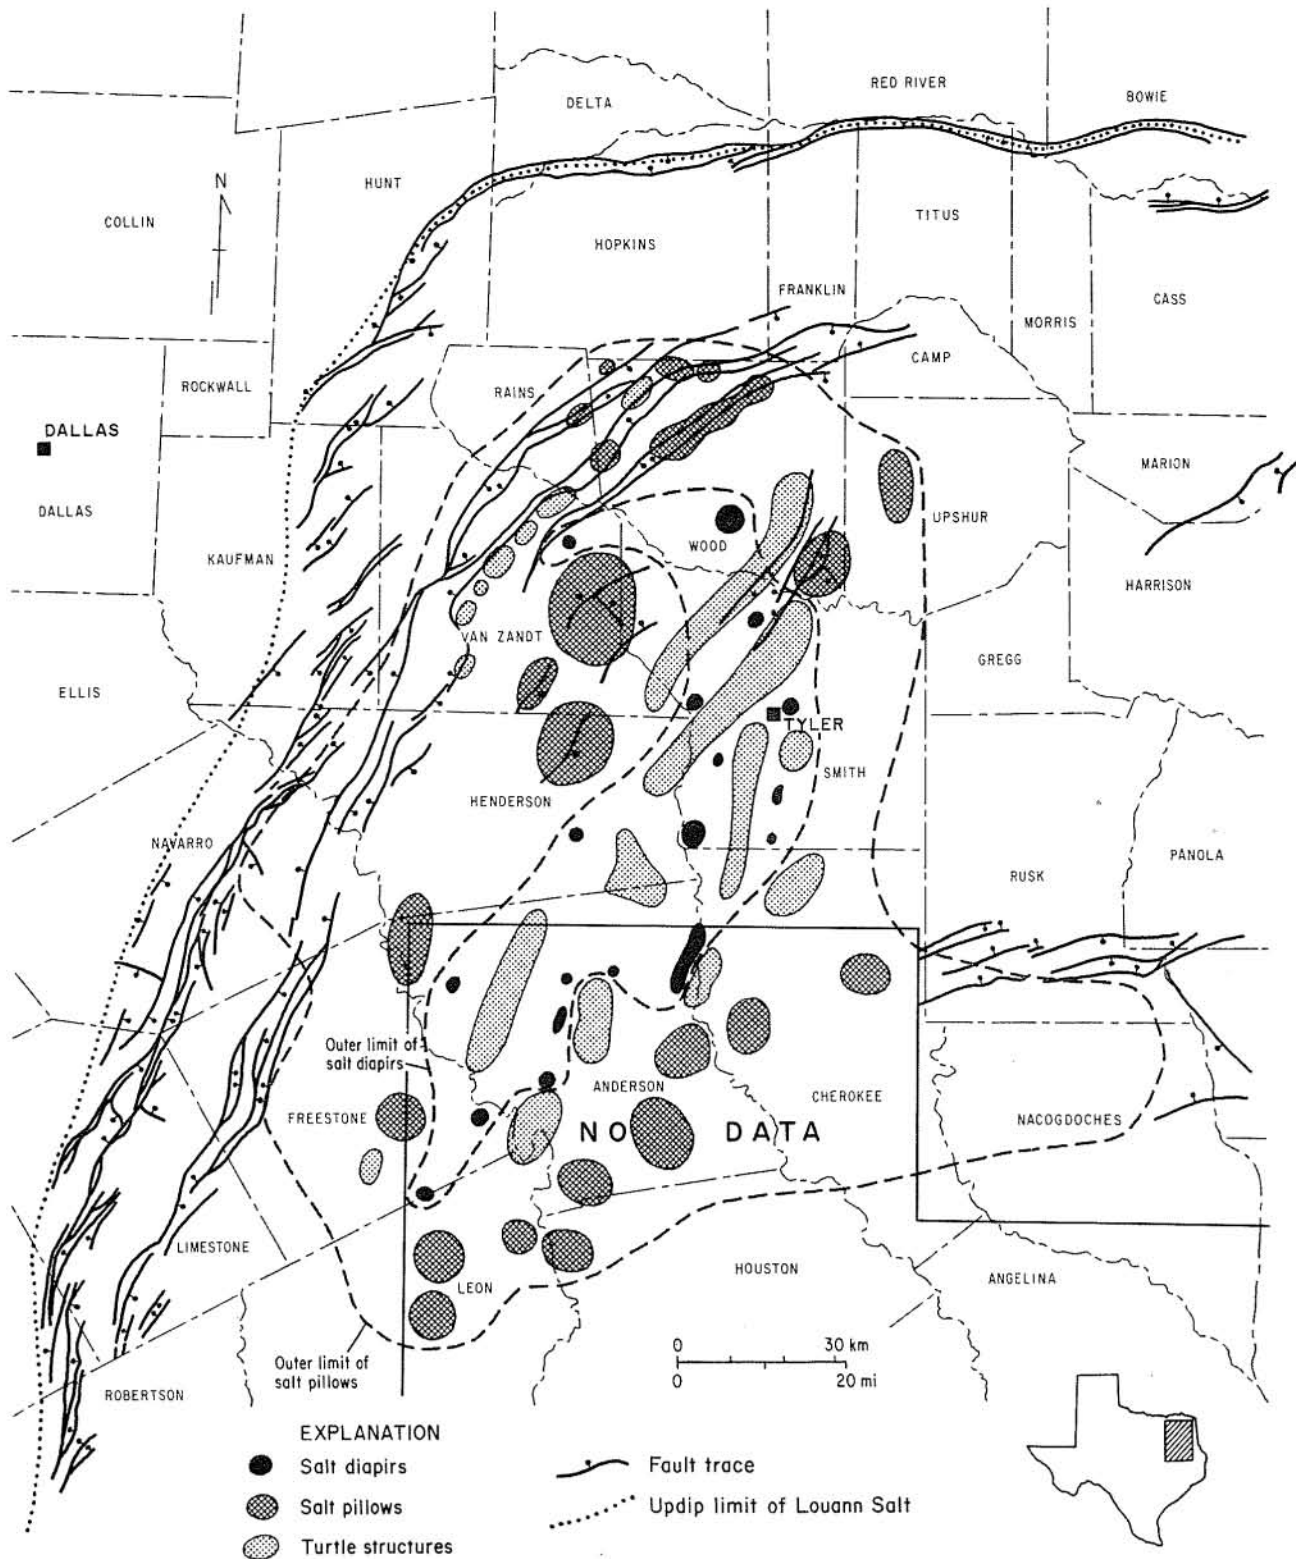 RED RIVER
BOWIE
DELTA
N
HUNT
COLLIN
TITUS
HOPKINS
FRANKLIN
CASS
MORRIS
CAMP
ROCKWALL
RAINS
DALLAS
MARION
DALLAS
UPSHUR
WOOD
KAUFMAN
HARRISON
VAN ZANDT
GREGG
ELLIS
TYLER
SMITH
HENDERSON
NAVARRO
PANOLA
RUSK
Outer limit of
salt diapirs
ANDERSON
CHEROKEE
FREESTONE
NACOGDOCHES
NO DATA
LIMESTONE
HOUSTON
ANGELINA
LEON
0 30 km
0 20 mi
Outer limit of
salt pillows
ROBERTSON
EXPLANATION
Salt diapirs
Salt pillows
Turtle structures
Fault trace
Updip limit of Louann Salt